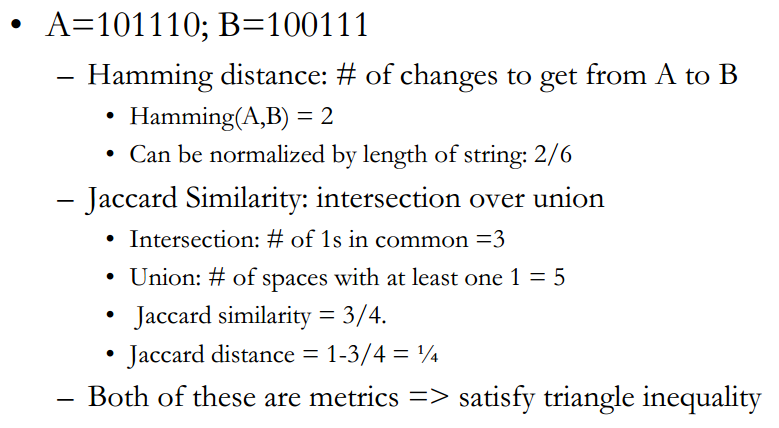 • A=101110; B=100111
– Hamming distance: # of changes to get from A to B
• Hamming(A,B) = 2
• Can be normalized by length of string: 2/6
– Jaccard Similarity: intersection over union
• Intersection: # of 1s in common =3
• Union: # of spaces with at least one 1 = 5
• Jaccard similarity = 3/4.
• Jaccard distance = 1-3/4 = ¼
– Both of these are metrics => satisfy triangle inequality